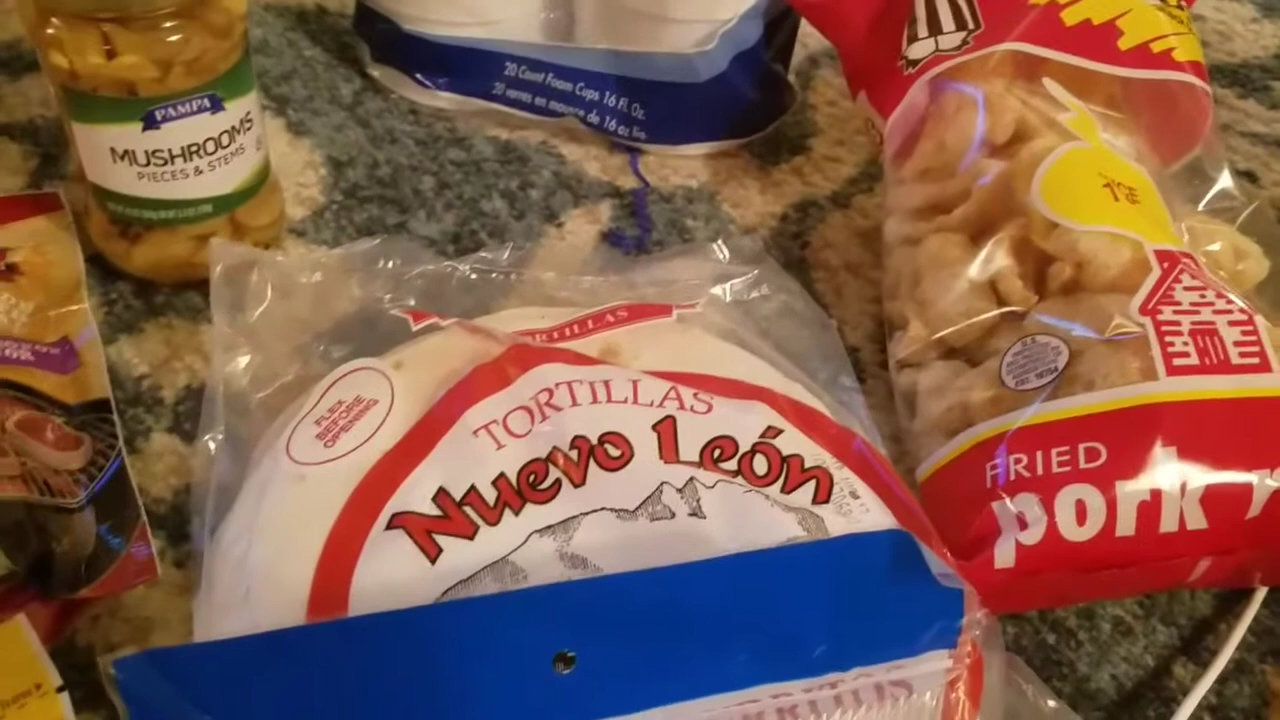 PAMPA
MUSHROOMS
PIECES & STEMS
20 Count Foam Cups 16 Fl. Oz.
20 verres en mousse de 16 oz liq.
TORTILLAS
FLEX
BEFORE
OPENING
TORTILLAS
Nuevo León
U.S.
INSPECTED
FRIED
pork r